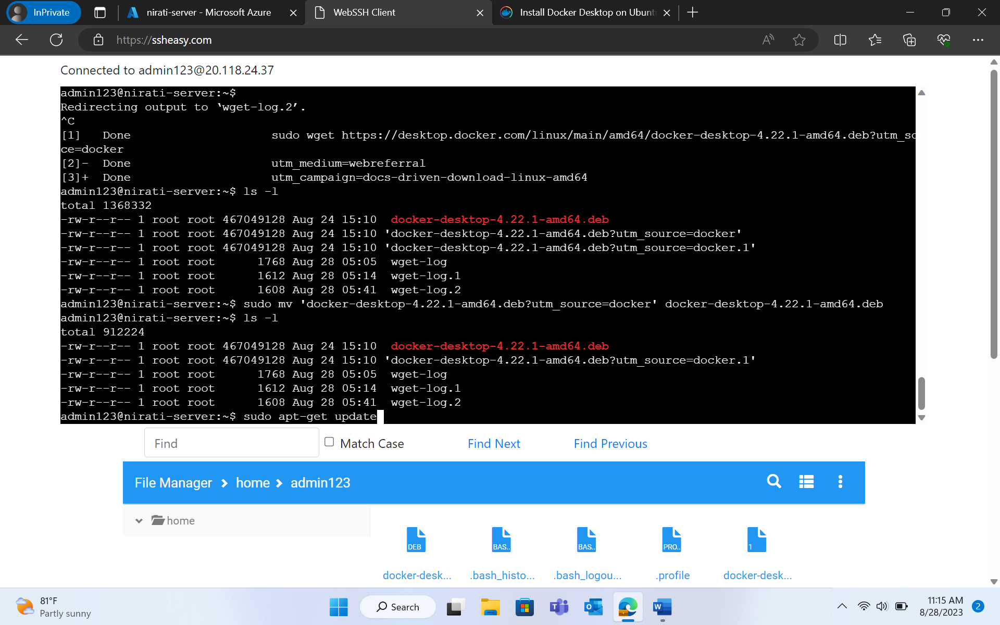 InPrivate
nirati-server - Microsoft Azure
WebSSH Client
Install Docker Desktop on Ubunt
https://ssheasy.com
Connected to admin123@20.118.24.37
admin123@nirati-server:~$
Redirecting output to ‘wget-log.2’.
^C
[1]   Done                    sudo wget https://desktop.docker.com/linux/main/amd64/docker-desktop-4.22.1-amd64.deb?utm_sou
ce=docker
[2]-  Done                    utm_medium=webreferral
[3]+  Done                    utm_campaign=docs-driven-download-linux-amd64
admin123@nirati-server:~$ ls -l
total 1368332
-rw-r--r-- 1 root root 467049128 Aug 24 15:10  docker-desktop-4.22.1-amd64.deb
-rw-r--r-- 1 root root 467049128 Aug 24 15:10 'docker-desktop-4.22.1-amd64.deb?utm_source=docker'
-rw-r--r-- 1 root root 467049128 Aug 24 15:10 'docker-desktop-4.22.1-amd64.deb?utm_source=docker.1'
-rw-r--r-- 1 root root      1768 Aug 28 05:05  wget-log
-rw-r--r-- 1 root root      1612 Aug 28 05:14  wget-log.1
-rw-r--r-- 1 root root      1608 Aug 28 05:41  wget-log.2
admin123@nirati-server:~$ sudo mv 'docker-desktop-4.22.1-amd64.deb?utm_source=docker' docker-desktop-4.22.1-amd64.deb
admin123@nirati-server:~$ ls -l
total 912224
-rw-r--r-- 1 root root 467049128 Aug 24 15:10  docker-desktop-4.22.1-amd64.deb
-rw-r--r-- 1 root root 467049128 Aug 24 15:10 'docker-desktop-4.22.1-amd64.deb?utm_source=docker.1'
-rw-r--r-- 1 root root      1768 Aug 28 05:05  wget-log
-rw-r--r-- 1 root root      1612 Aug 28 05:14  wget-log.1
-rw-r--r-- 1 root root      1608 Aug 28 05:41  wget-log.2
admin123@nirati-server:~$ sudo apt-get update
Find
Match Case
Find Next
Find Previous
File Manager > home > admin123
home
DEB
BAS..
BAS..
PRO..
1
docker-desk...
.bash_histo...
.bash_logou...
.profile
docker-desk...
81°F
Partly sunny
Search
11:15 AM
8/28/2023
2